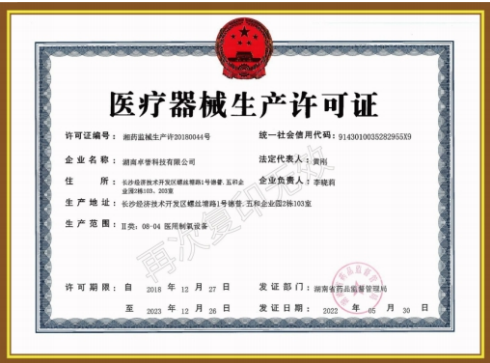 医疗器械生产许可证
许可证编号: 湘药监械生产许20180044号 统一社会信用代码: 9143010035282955X9
企业名称: 湖南卓誉科技有限公司 法定代表人: 黄刚
住所: 长沙经济技术开发区螺丝塘路1号德普、五和企 企业负责人: 李晓莉
业园2栋103、203室
生产地址: 长沙经济技术开发区螺丝塘路1号德普、五和企业园2栋103室
生产范围: II类: 08-04 医用制氧设备
再次复印无效
许可期限: 自 2018 年 12 月 27 日 发证部门: 湖南省药品监督管理局
至 2023 年 12 月 26 日 发证日期: 2022 年 05 月 30 日